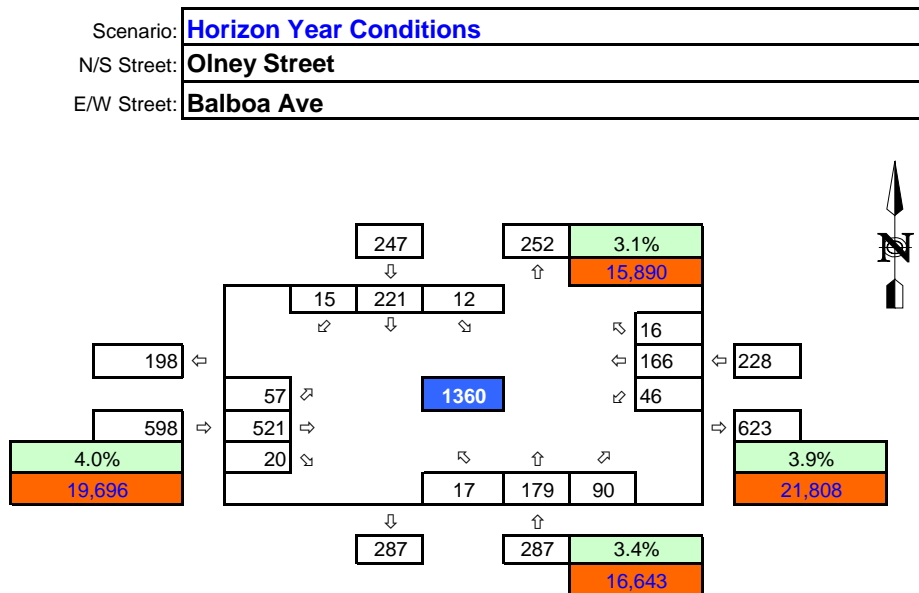 Scenario: Horizon Year Conditions
N/S Street: Olney Street
E/W Street: Balboa Ave
N
247 252 3.1%
⇩ ⇧ 15,890
15 221 12
⬃ ⇩ ⬂ ⬁ 16
198 ⇦ ⇦ 166 ⇦ 228
57 ⬀ 1360 ⬃ 46
598 ⇨ 521 ⇨ ⇨ 623
4.0% 20 ⬂ ⬁ ⇧ ⬀ 3.9%
19,696 17 179 90 21,808
⇩ ⇧
287 287 3.4%
16,643